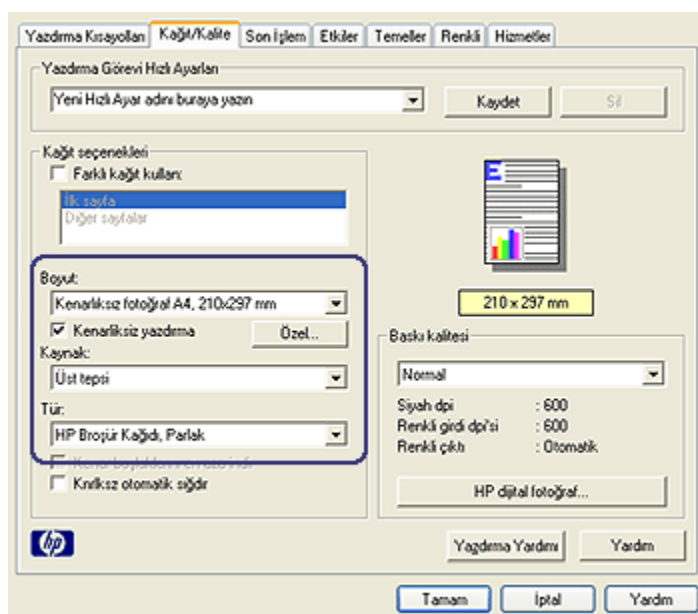 Yazdırma Kısayolları Kağıt/Kalite Son İşlem Etkiler Temeller Renkli Hizmetler
Yazdırma Görevi Hızlı Ayarları
Yeni Hızlı Ayar adını buraya yazın Kaydet Sil
Kağıt seçenekleri
Farklı kağıt kullan:
İlk sayfa
Diğer sayfalar
E
Boyut:
Kenarlıksız fotoğraf A4, 210x297 mm
210 x 297 mm
Kenarlıksiz yazdırma Özel...
Baskı kalitesi
Kaynak:
Üst tepsi
Normal
Tür:
Siyah dpi : 600
HP Broşür Kağıdı, Parlak
Renkli girdi dpi'si : 600
Renkli çıktı : Otomatik
Knrlksz otomatik sığdır
HP dijital fotoğraf...
hp
Yazdırma Yardımı Yardım
Tamam İptal Yardım